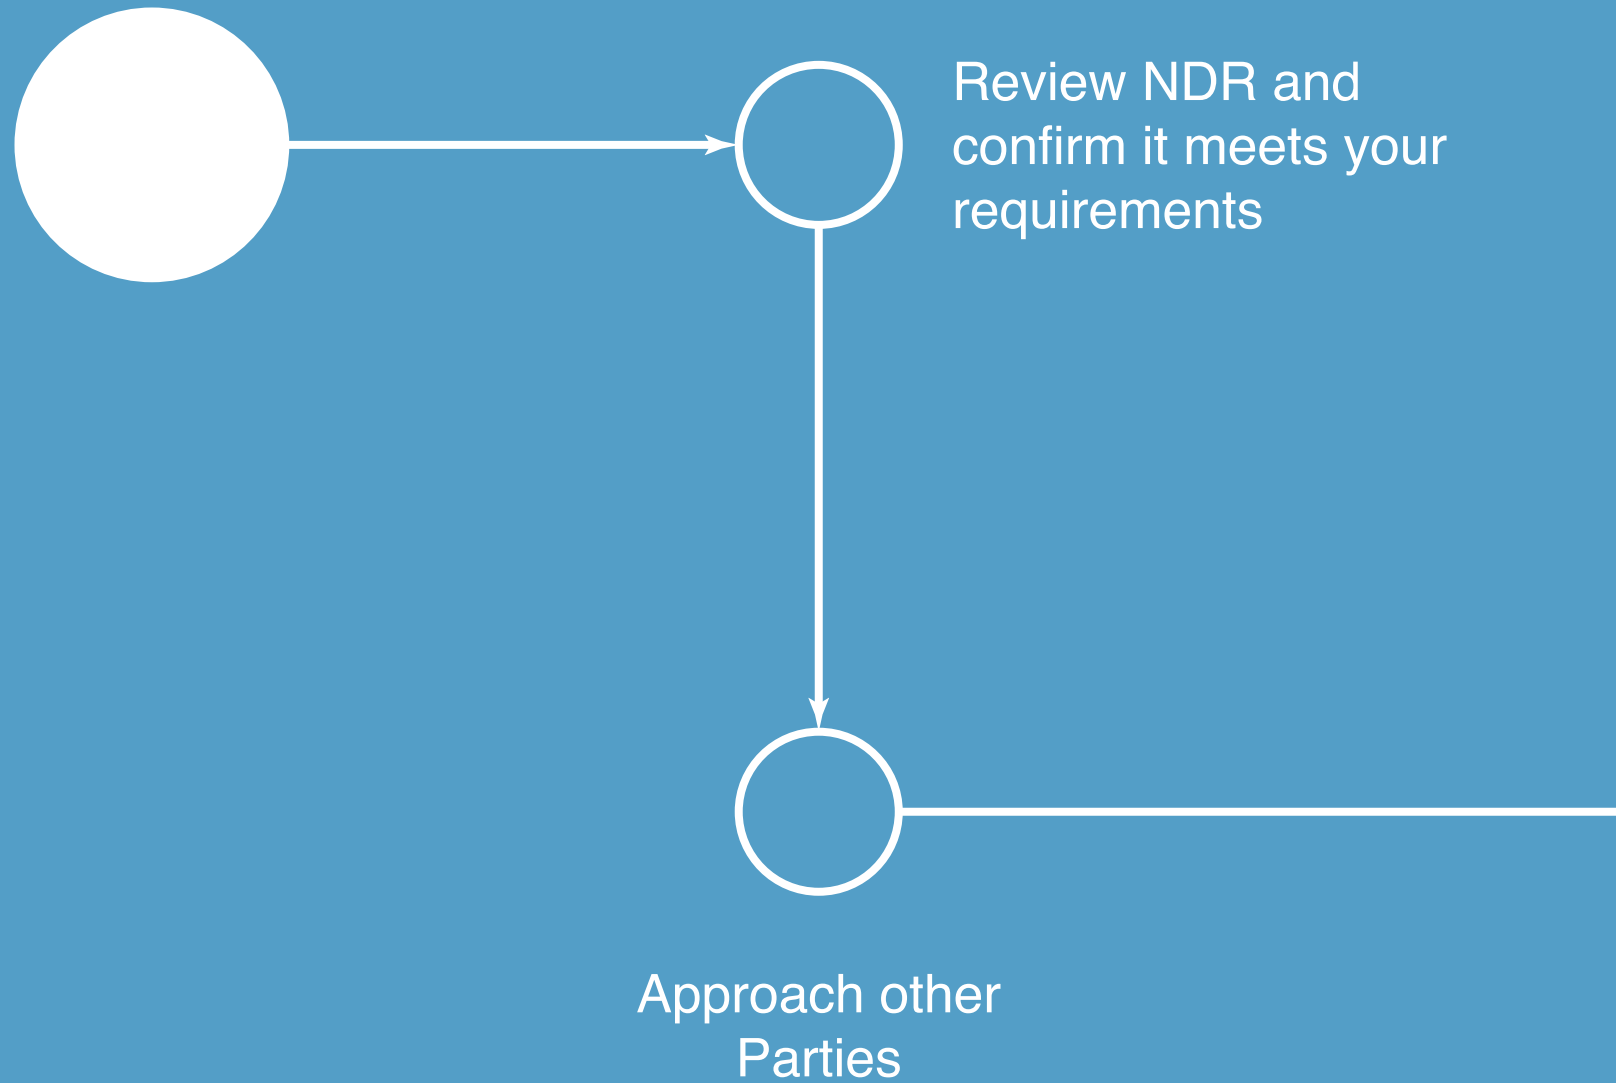 Review NDR and
confirm it meets your
requirements
Approach other
Parties